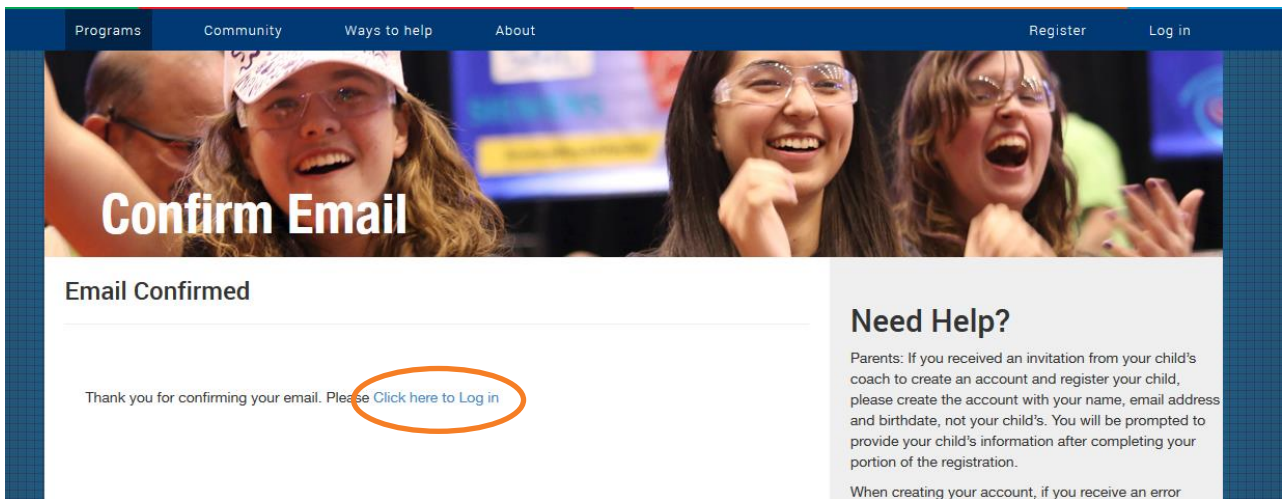 Programs Community Ways to help About Register Log in
Confirm Email
Email Confirmed
Thank you for confirming your email. Please Click here to Log in
Need Help?
Parents: If you received an invitation from your child's
coach to create an account and register your child,
please create the account with your name, email address
and birthdate, not your child's. You will be prompted to
provide your child's information after completing your
portion of the registration.
When creating your account, if you receive an error